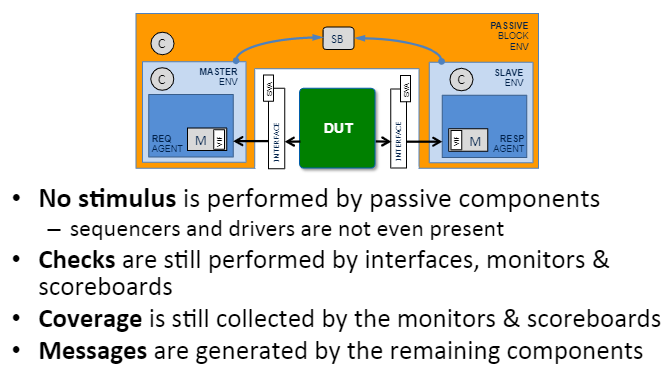 PASSIVE
BLOCK
ENV
C
SB
MASTER
ENV
C
SLAVE
ENV
C
SVA
SVA
DUT
INTERFACE
INTERFACE
REQ
AGENT
M
VIF
VIF
M
RESP
AGENT
• No stimulus is performed by passive components
– sequencers and drivers are not even present
• Checks are still performed by interfaces, monitors &
scoreboards
• Coverage is still collected by the monitors & scoreboards
• Messages are generated by the remaining components